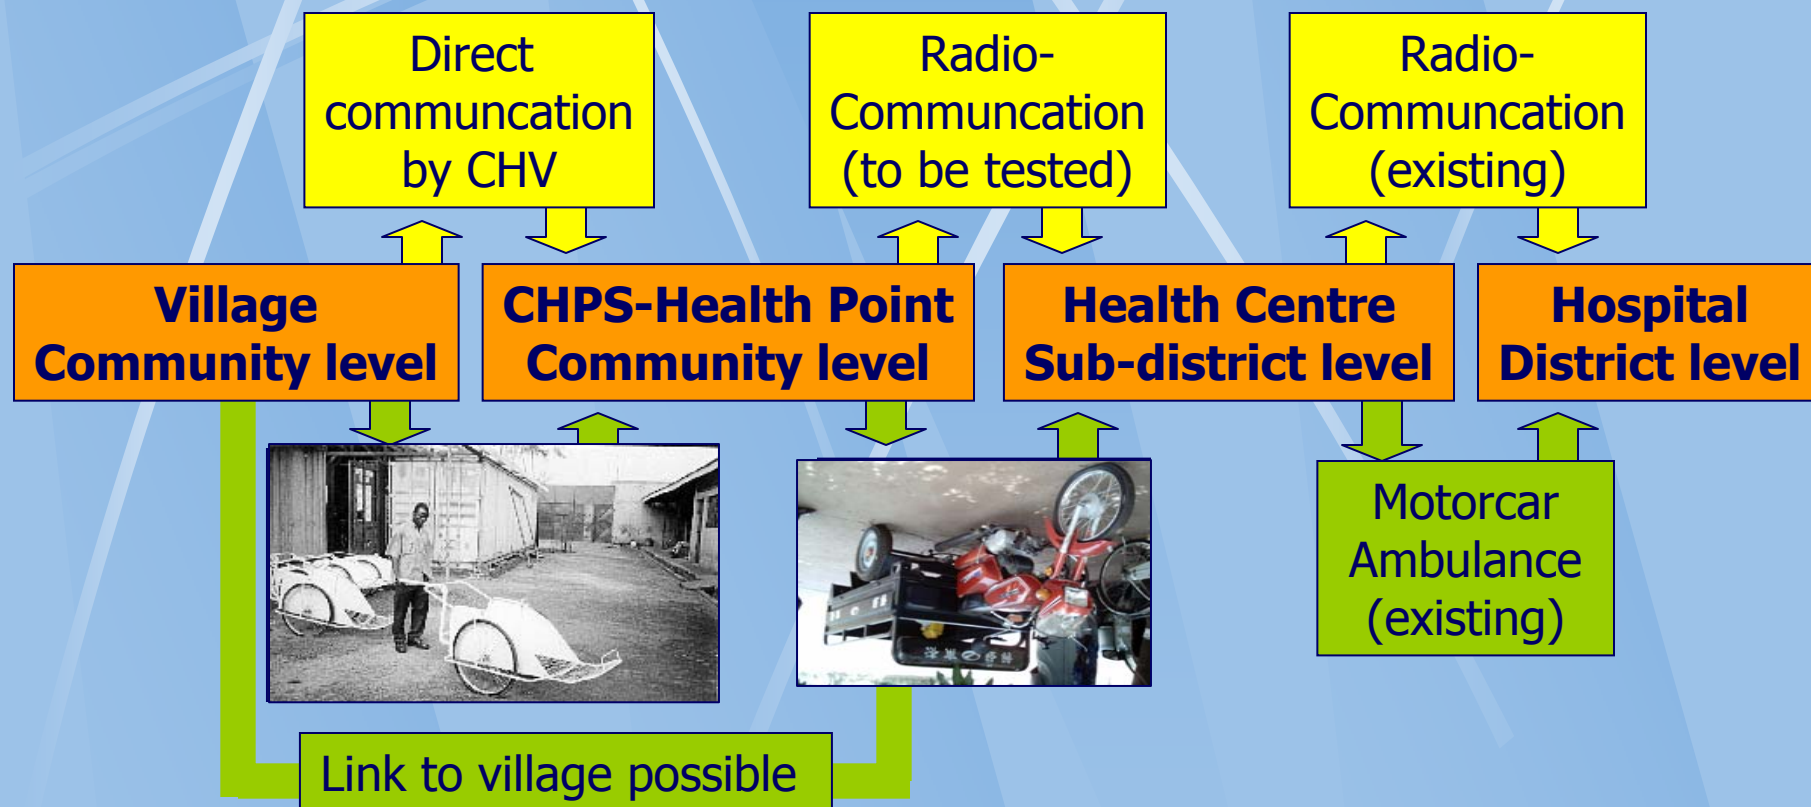 Direct
communcation
by CHV
Radio-
Communcation
(to be tested)
Radio-
Communcation
(existing)
Village
Community level
CHPS-Health Point
Community level
Health Centre
Sub-district level
Hospital
District level
Motorcar
Ambulance
(existing)
Link to village possible